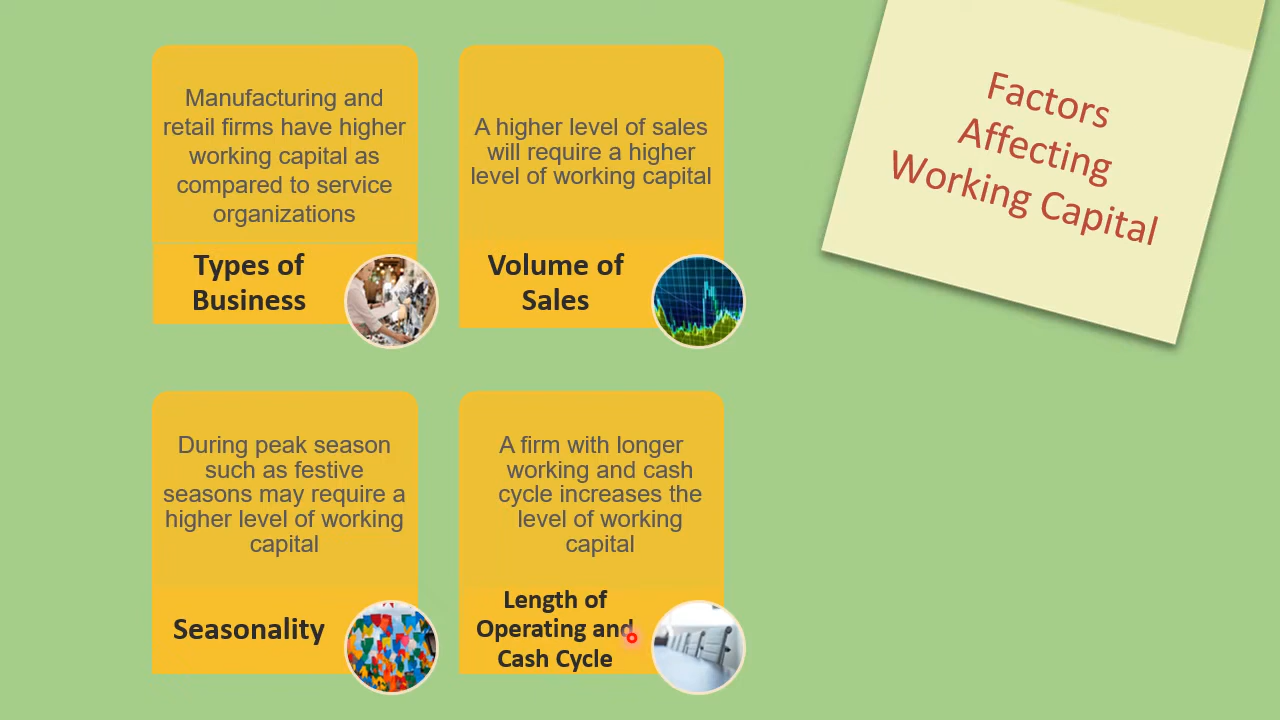 Factors
Affecting
Working Capital
Manufacturing and
retail firms have higher
working capital as
compared to service
organizations
Types of
Business
A higher level of sales
will require a higher
level of working capital
Volume of
Sales
During peak season
such as festive
seasons may require a
higher level of working
capital
Seasonality
A firm with longer
working and cash
cycle increases the
level of working
capital
Length of
Operating and
Cash Cycle